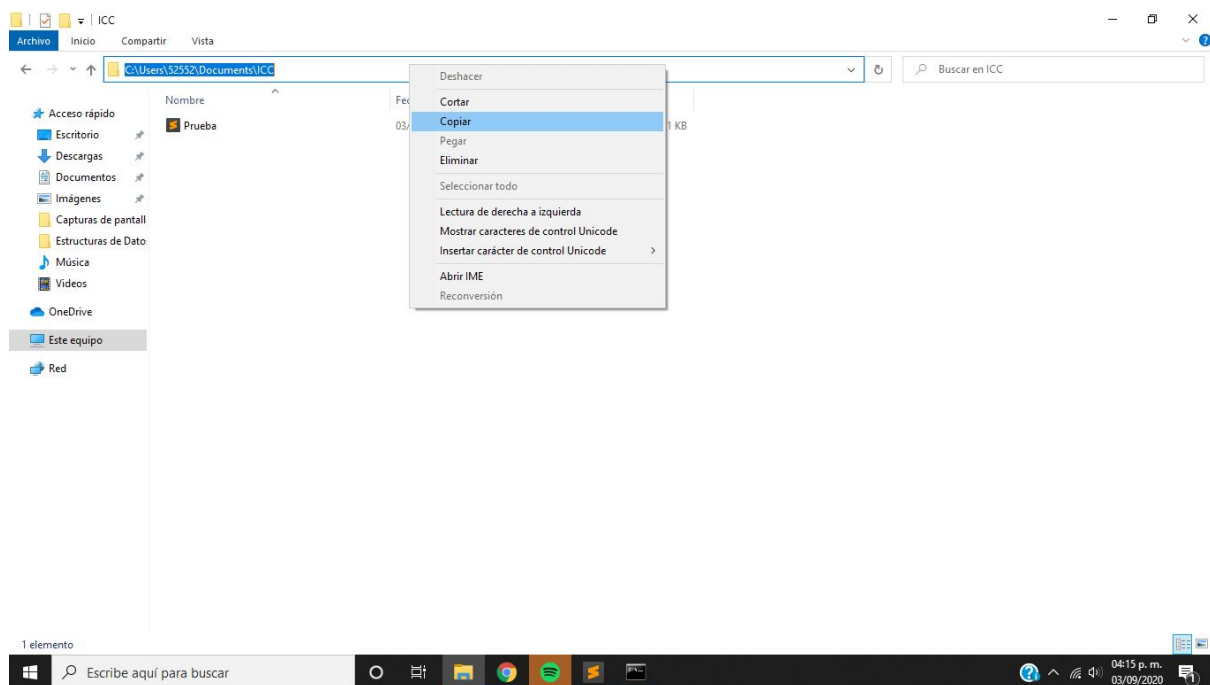 ICC
Archivo Inicio Compartir Vista
C:\Users\52552\Documents\ICC
Buscar en ICC
Acceso rápido
Escritorio
Descargas
Documentos
Imágenes
Capturas de pantall
Estructuras de Dato
Música
Videos
OneDrive
Este equipo
Red
Nombre Fec
Prueba 03/ 1 KB
Deshacer
Cortar
Copiar
Pegar
Eliminar
Seleccionar todo
Lectura de derecha a izquierda
Mostrar caracteres de control Unicode
Insertar carácter de control Unicode
Abrir IME
Reconversión
1 elemento
Escribe aquí para buscar
04:15 p. m.
03/09/2020